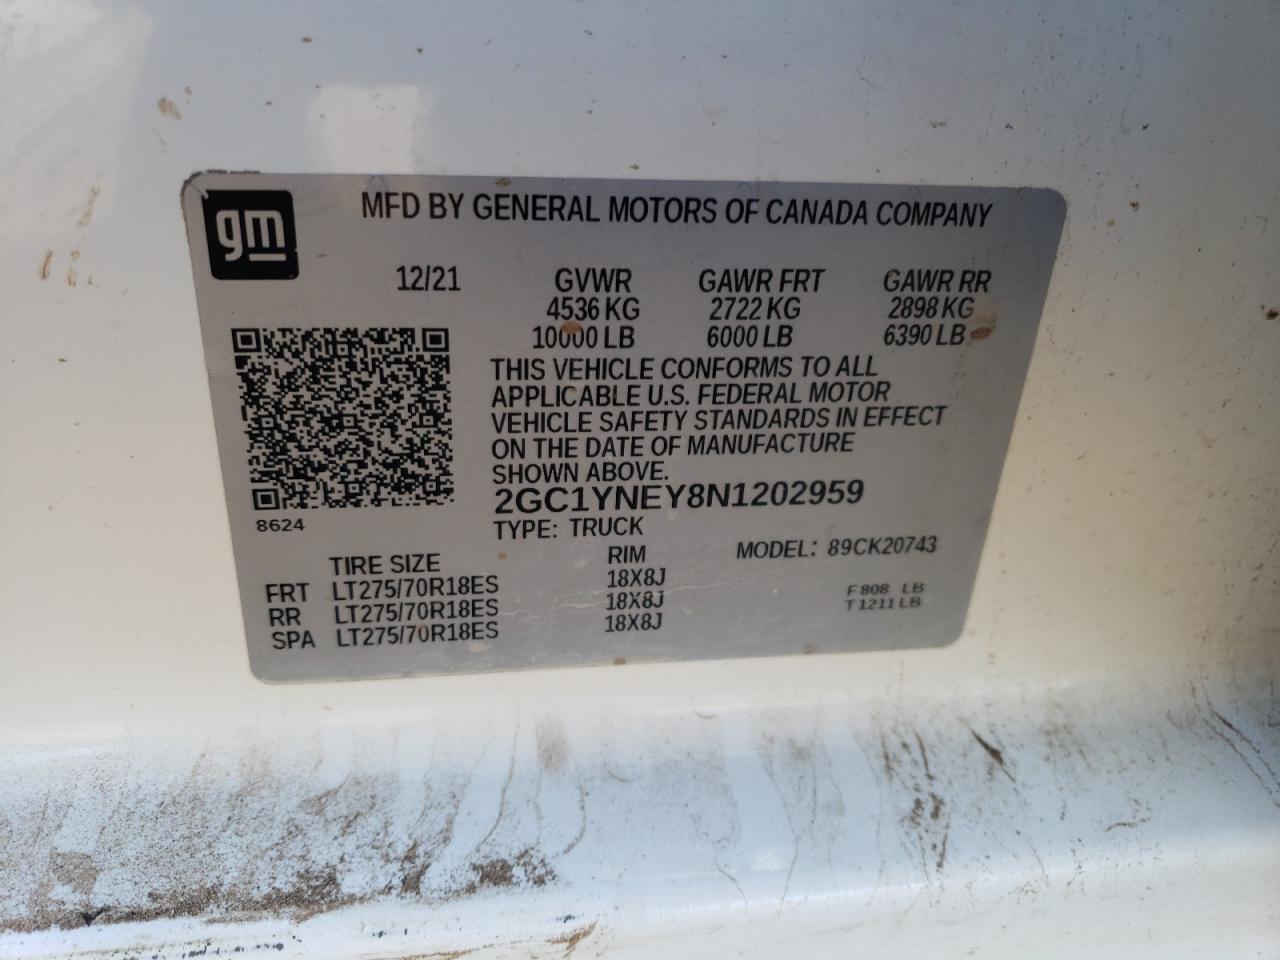 gm
MFD BY GENERAL MOTORS OF CANADA COMPANY
12/21 GVWR GAWR FRT GAWR RR
4536 KG 2722 KG 2898 KG
10000 LB 6000 LB 6390 LB
THIS VEHICLE CONFORMS TO ALL
APPLICABLE U.S. FEDERAL MOTOR
VEHICLE SAFETY STANDARDS IN EFFECT
ON THE DATE OF MANUFACTURE
SHOWN ABOVE.
2GC1YNEY8N1202959
8624
TYPE: TRUCK
MODEL: 89CK20743
TIRE SIZE RIM
FRT LT275/70R18ES 18X8J
RR LT275/70R18ES 18X8J
SPA LT275/70R18ES 18X8J
F 808 LB
T 1211 LB